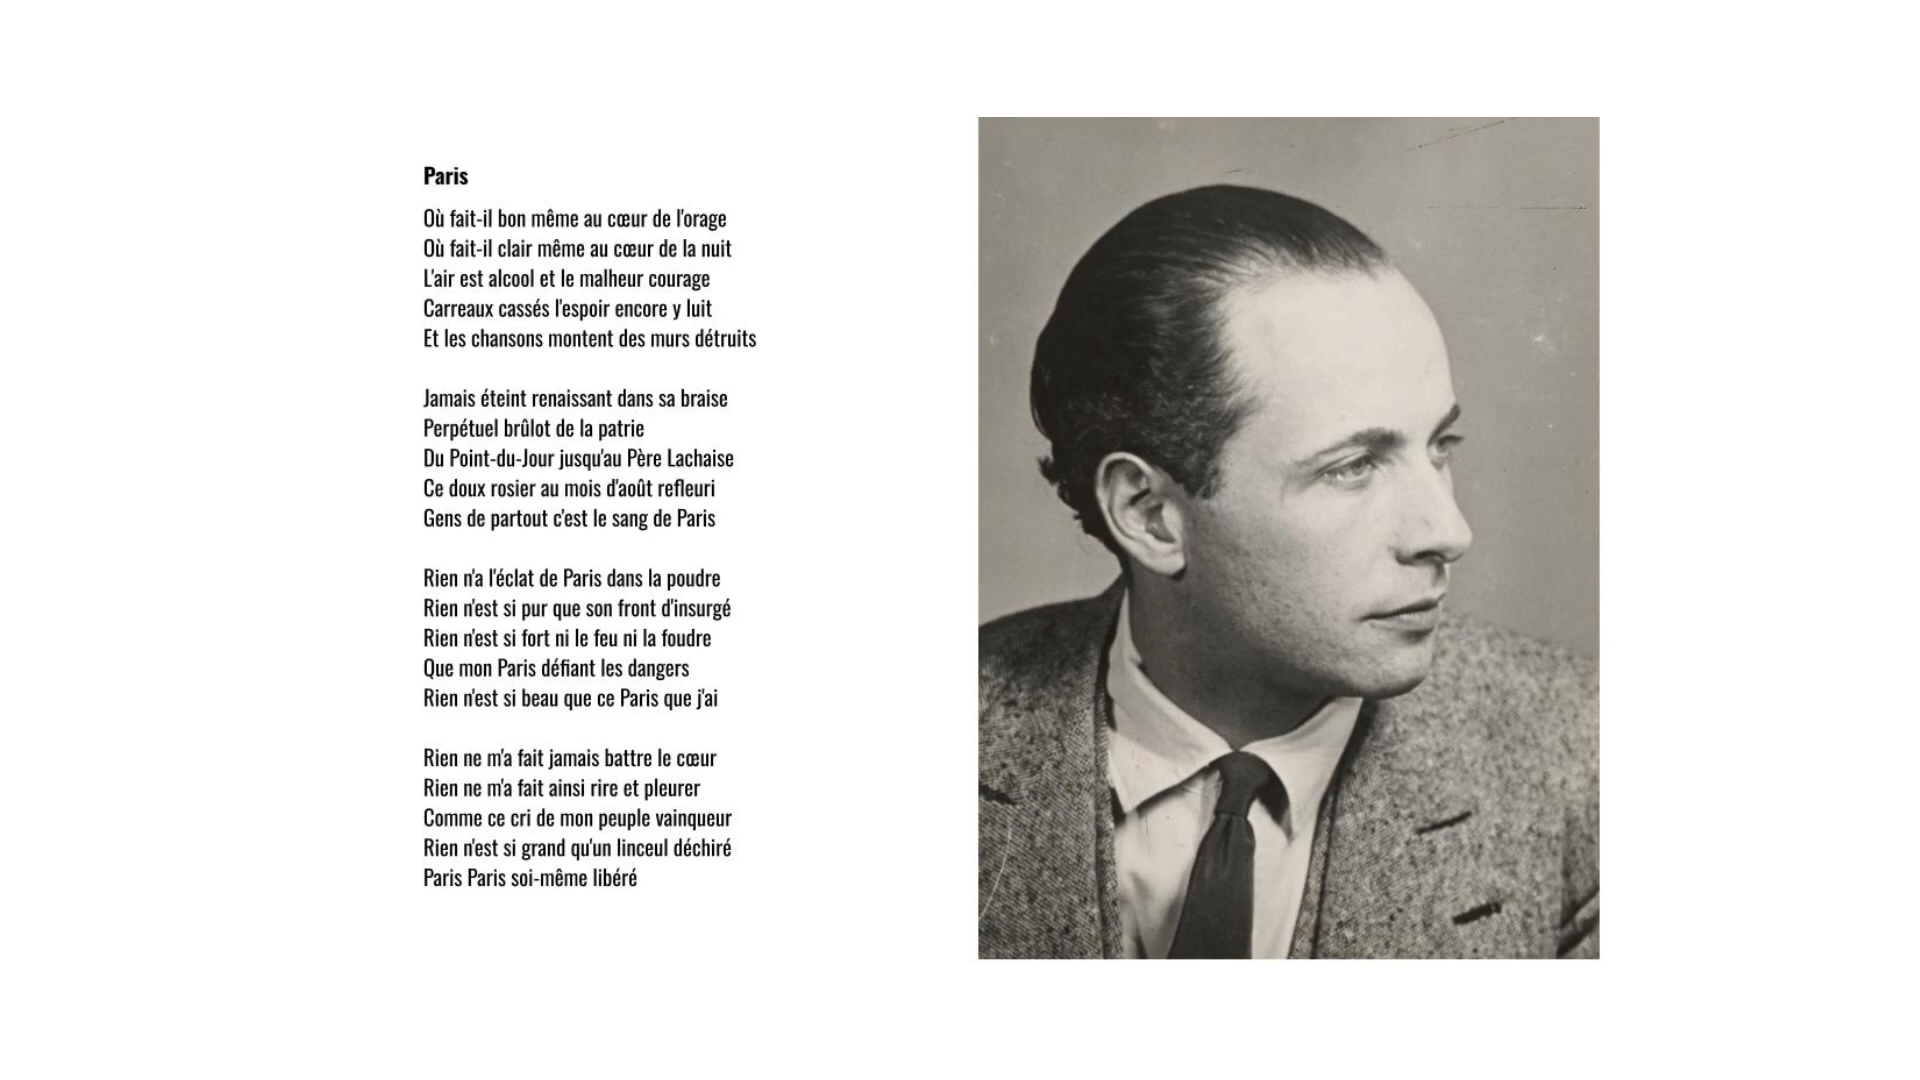 Paris
Où fait-il bon même au cœur de l'orage
Où fait-il clair même au cœur de la nuit
L'air est alcool et le malheur courage
Carreaux cassés l'espoir encore y luit
Et les chansons montent des murs détruits
Jamais éteint renaissant dans sa braise
Perpétuel brûlot de la patrie
Du Point-du-Jour jusqu'au Père Lachaise
Ce doux rosier au mois d'août refleuri
Gens de partout c'est le sang de Paris
Rien n'a l'éclat de Paris dans la poudre
Rien n'est si pur que son front d'insurgé
Rien n'est si fort ni le feu ni la foudre
Que mon Paris défiant les dangers
Rien n'est si beau que ce Paris que j'ai
Rien ne m'a fait jamais battre le cœur
Rien ne m'a fait ainsi rire et pleurer
Comme ce cri de mon peuple vainqueur
Rien n'est si grand qu'un linceul déchiré
Paris Paris soi-même libéré